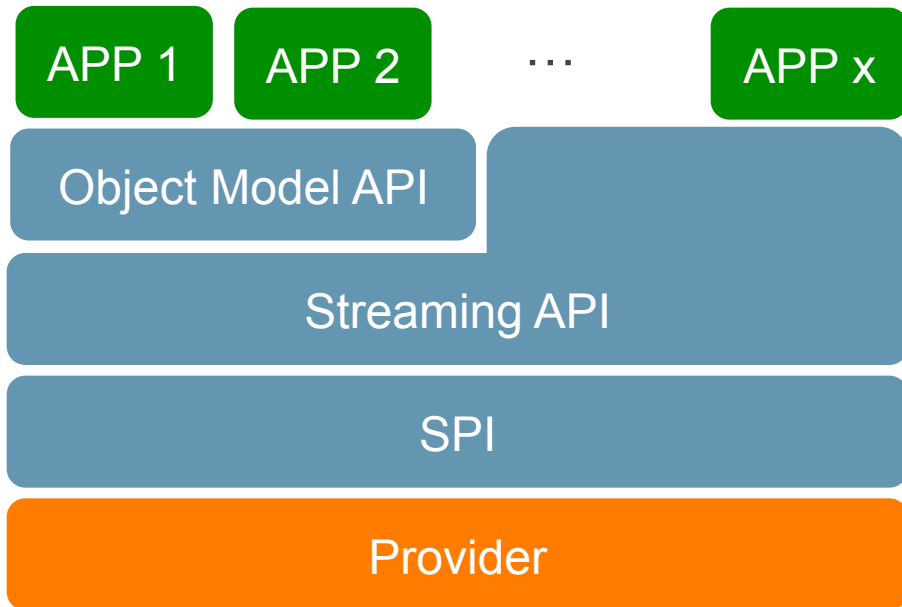 APP 1
APP 2
...
APP x
Object Model API
Streaming API
SPI
Provider